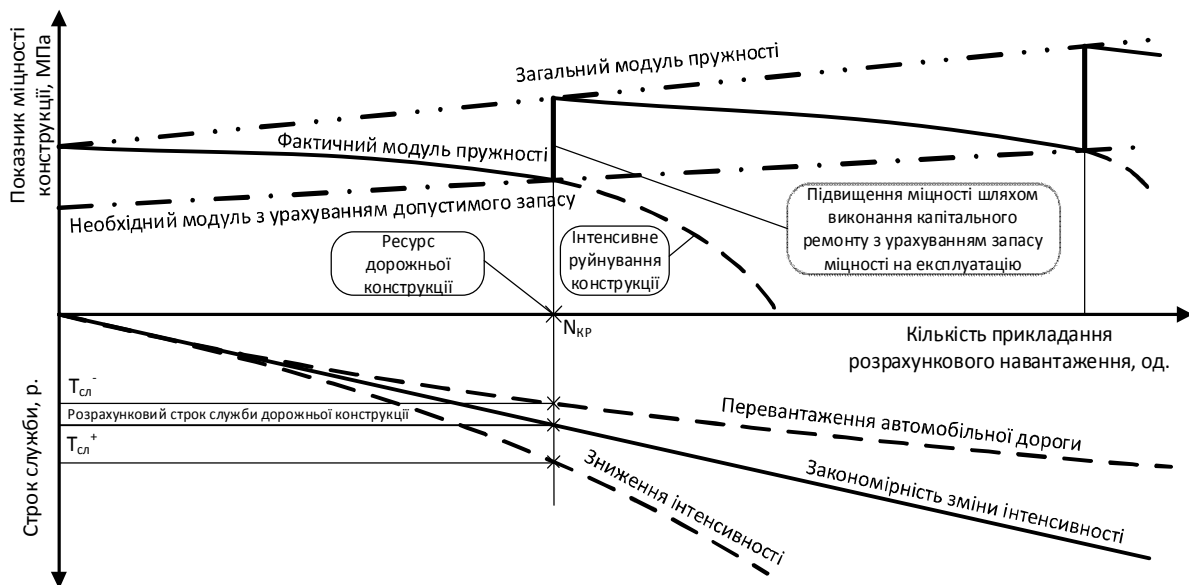 Показник міцності
конструкції, МПа
Загальний модуль пружності
Фактичний модуль пружності
Необхідний модуль з урахуванням допустимого запасу
Підвищення міцності шляхом
виконання капітального
ремонту з урахуванням запасу
міцності на експлуатацію
Ресурс
дорожньої
конструкції
Інтенсивне
руйнування
конструкції
NКР
Кількість прикладання
розрахункового навантаження, од.
Строк служби, р.
Tсл-
Розрахунковий строк служби дорожньої конструкції
Tсл+
Перевантаження автомобільної дороги
Закономірність зміни інтенсивності
Зниження інтенсивності